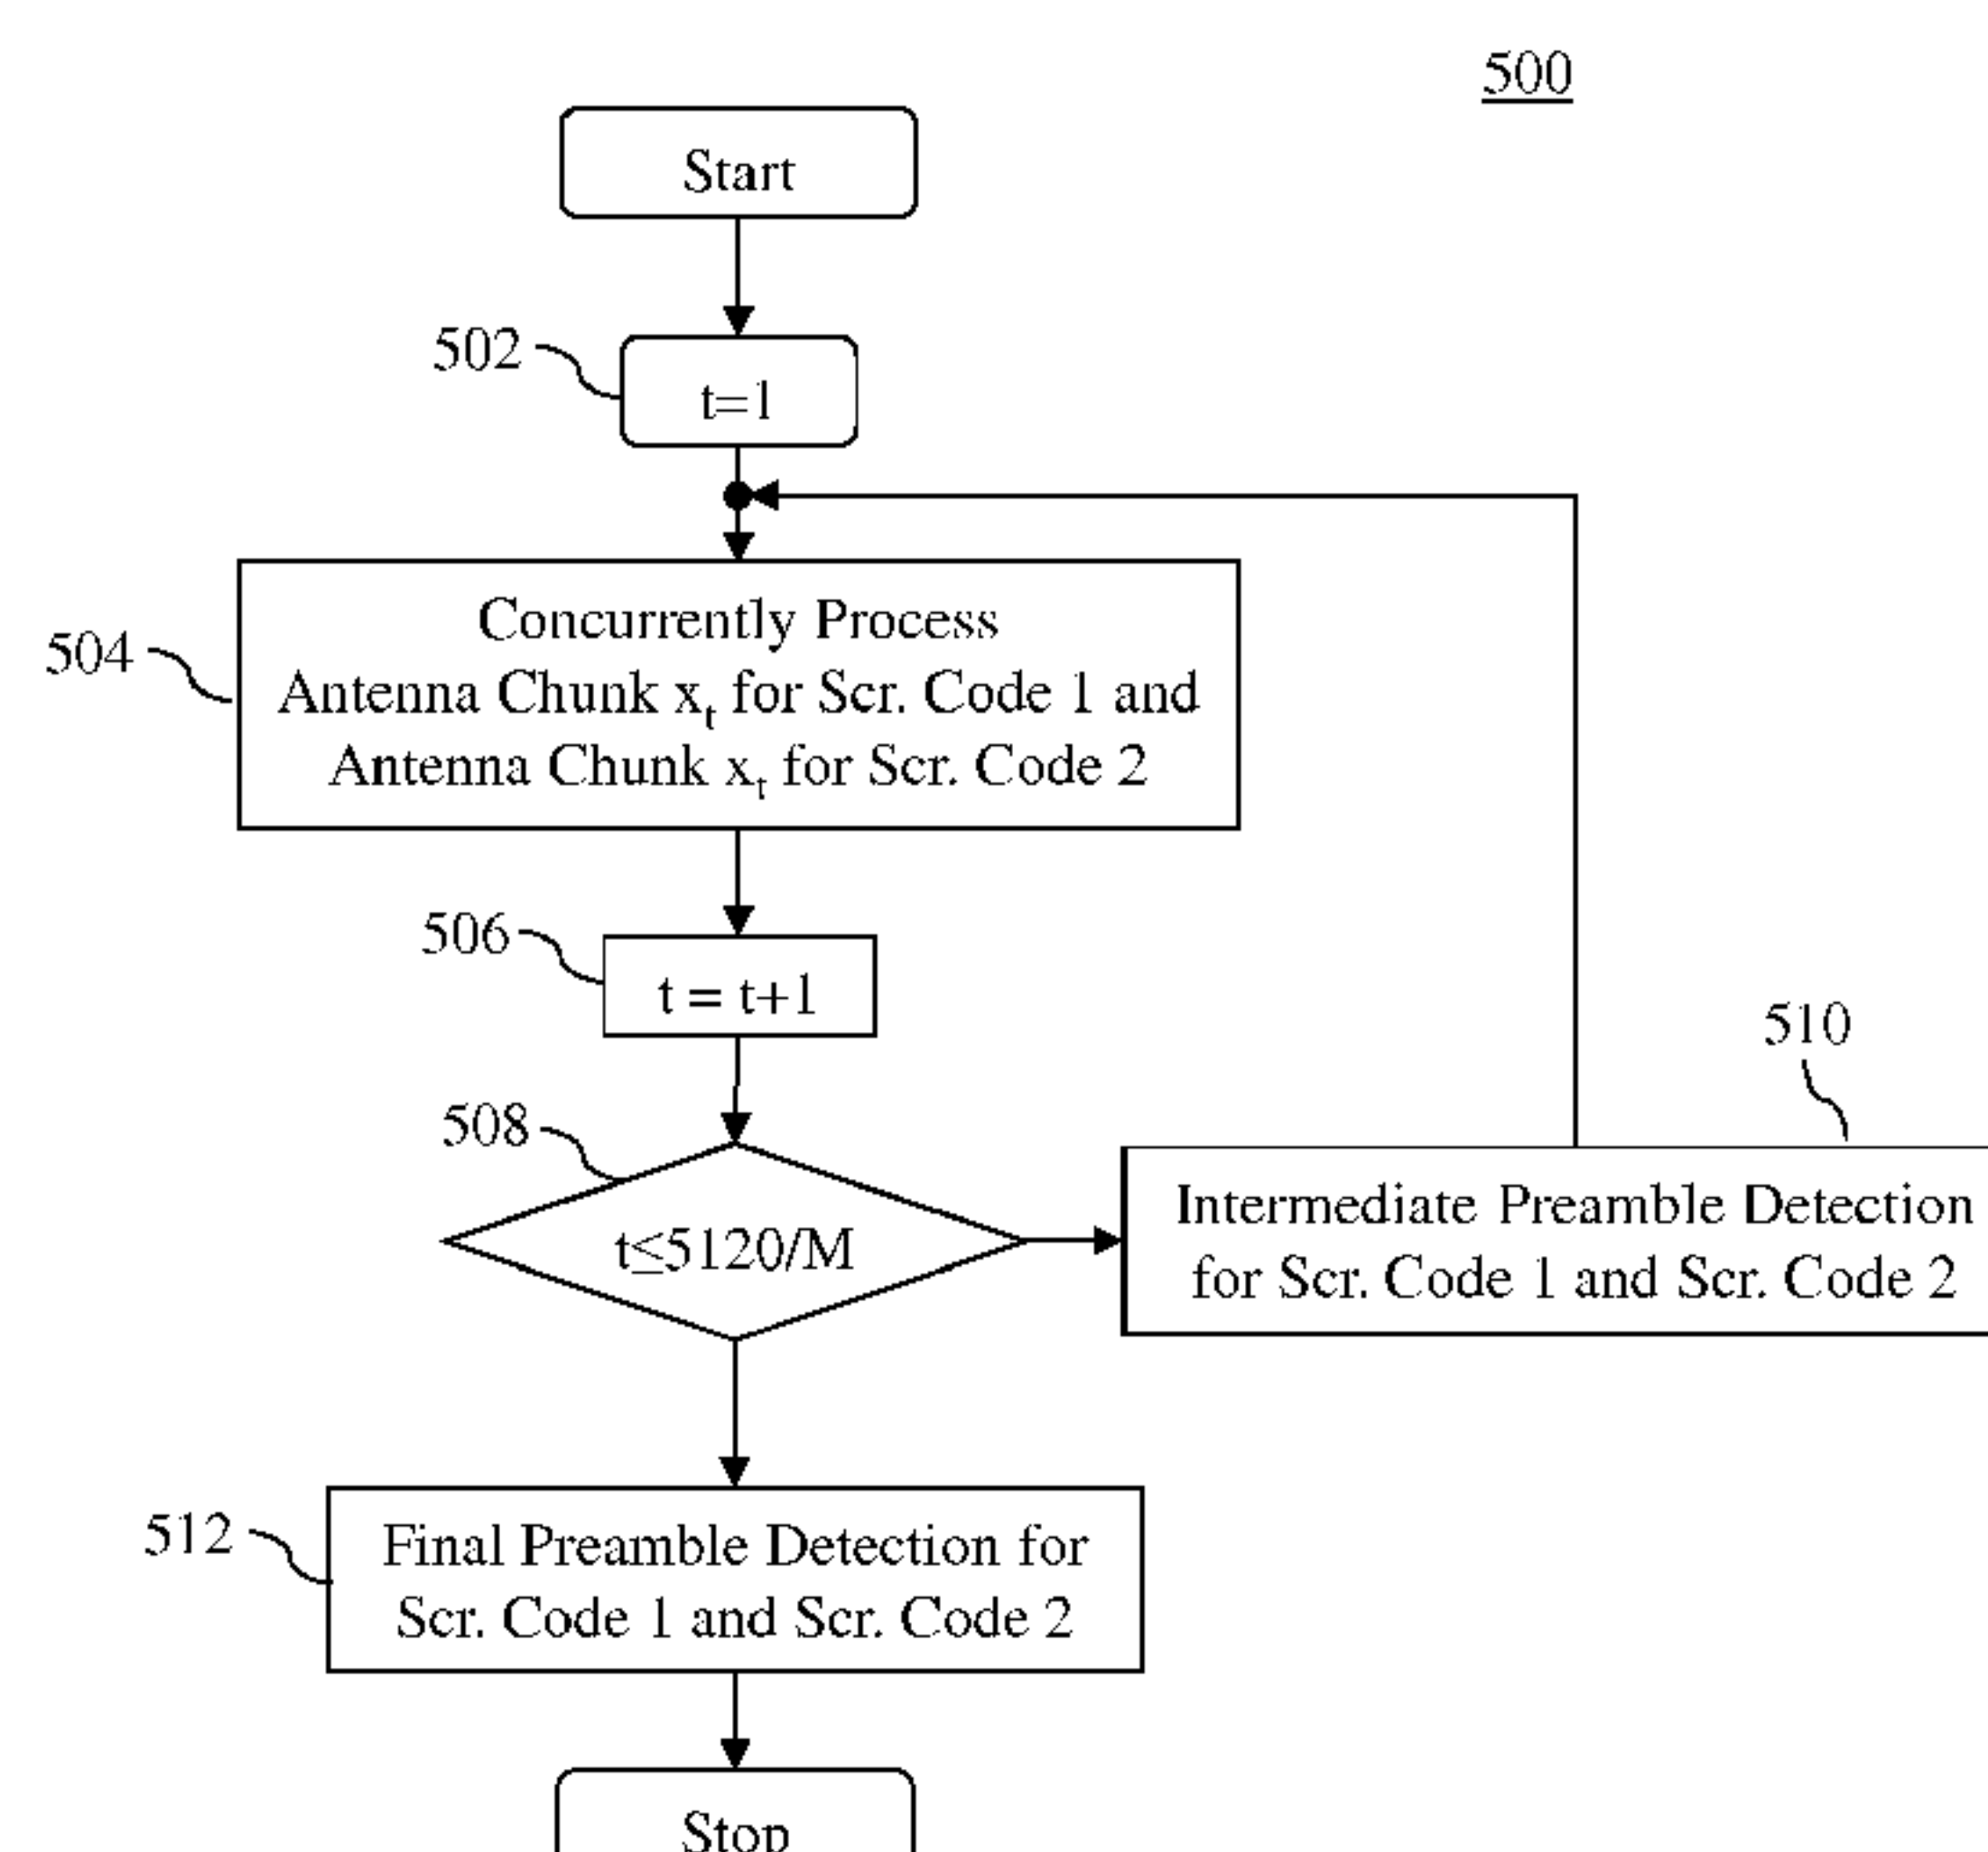 500
Start
502
t=1
504
Concurrently Process
Antenna Chunk xt for Scr. Code 1 and
Antenna Chunk xt for Scr. Code 2
506
t = t+1
508
t≤5120/M
510
Intermediate Preamble Detection
for Scr. Code 1 and Scr. Code 2
512
Final Preamble Detection for
Scr. Code 1 and Scr. Code 2
Stop